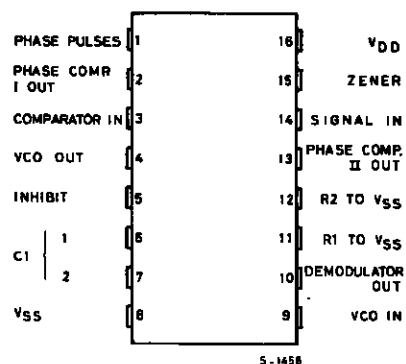 PHASE PULSES 1 16 VDD
PHASE COMP. I OUT 2 15 ZENER
COMPARATOR IN 3 14 SIGNAL IN
VCO OUT 4 13 PHASE COMP. II OUT
INHIBIT 5 12 R2 TO VSS
C1 1 6 11 R1 TO VSS
2 7 10 DEMODULATOR OUT
VSS 8 9 VCO IN
S-1456